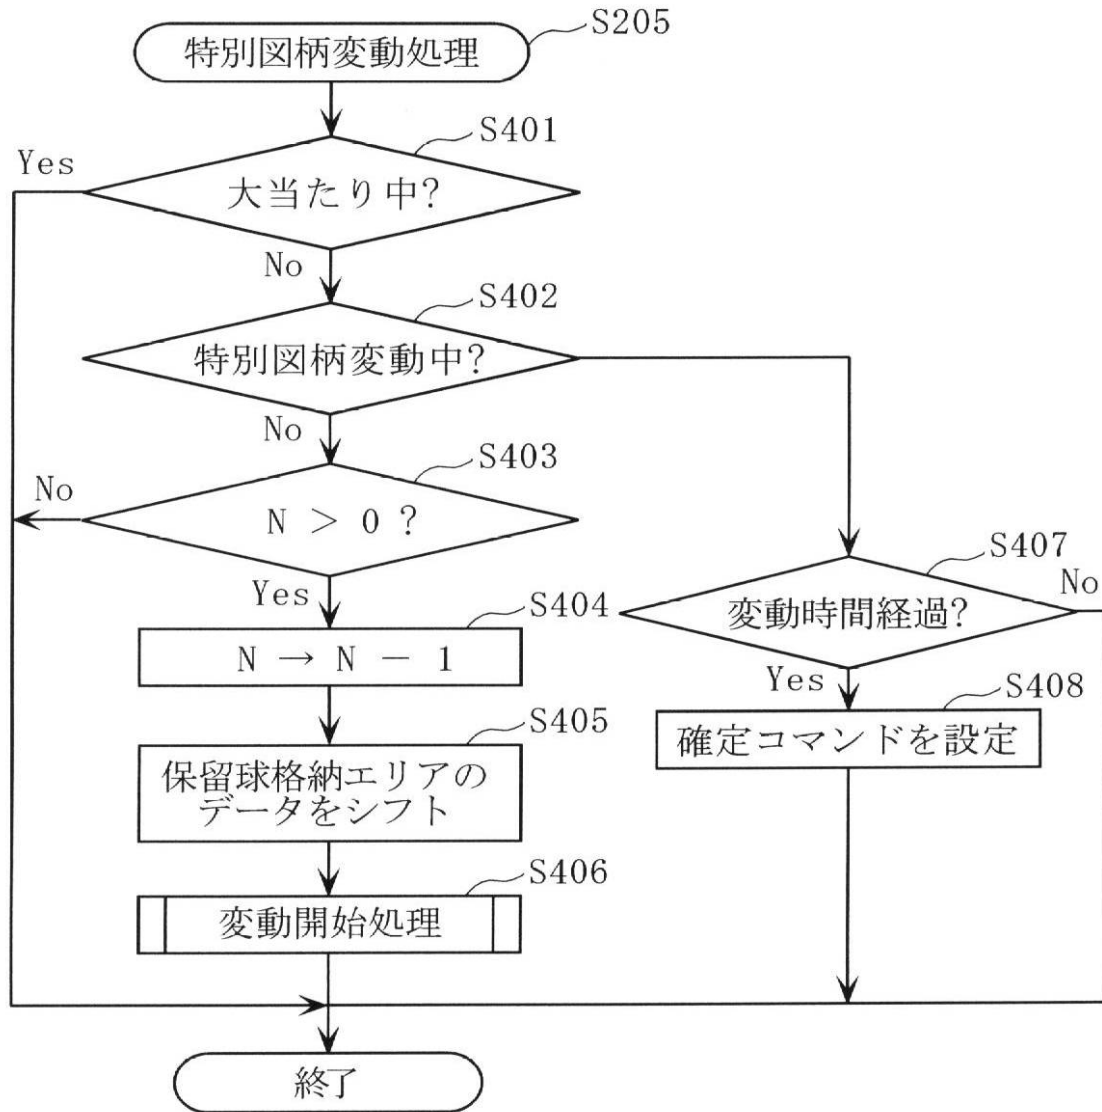 特別図柄変動処理
S205
S401
Yes
大当たり中?
No
S402
特別図柄変動中?
No
S403
No
N > 0 ?
Yes
S404
N → N － 1
S405
保留球格納エリアの
データをシフト
S406
変動開始処理
S407
No
変動時間経過?
Yes
S408
確定コマンドを設定
終了